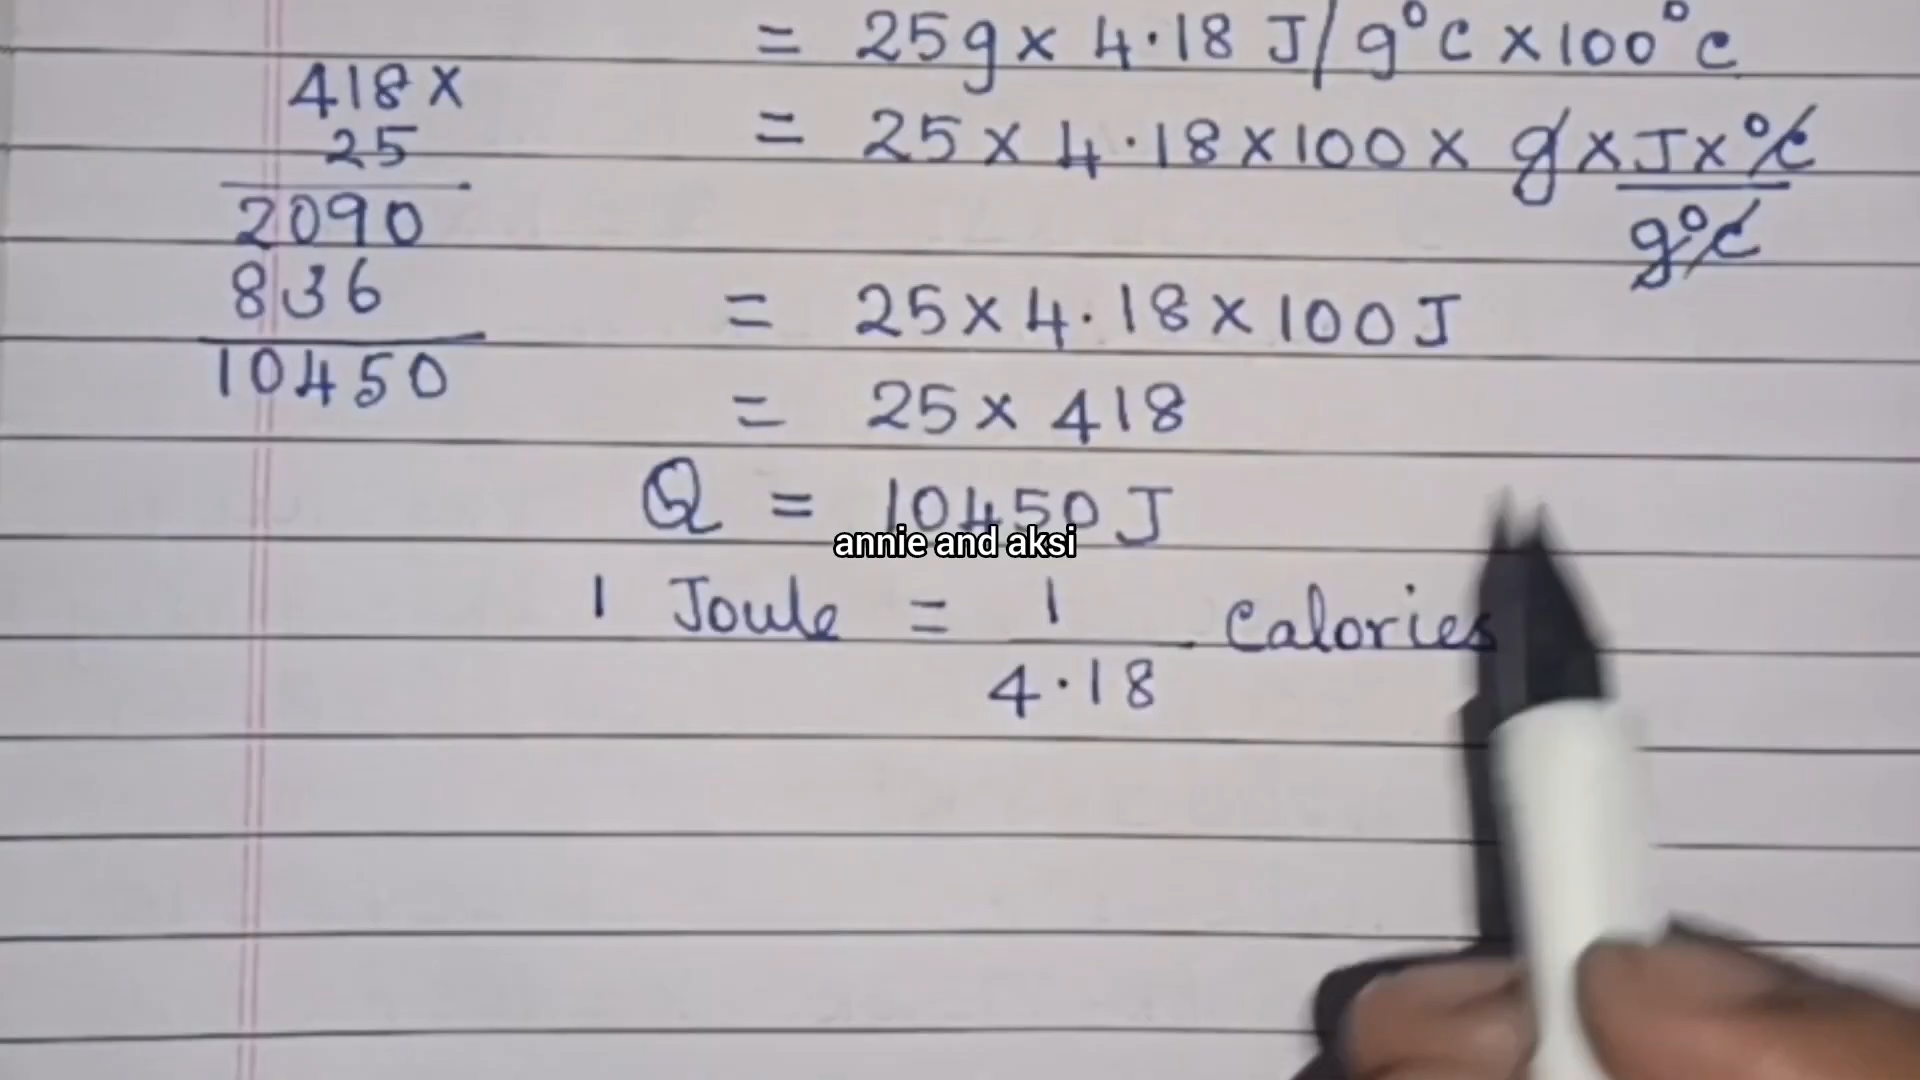 = 25g x 4.18 J/g°C x 100°C
= 25 x 4.18 x 100 x g x J x °C
g°C
418 x
25
2090
836
10450
= 25 x 4.18 x 100 J
= 25 x 418
Q = 10450 J
annie and aksi
1 Joule = 1 Calories
4.18